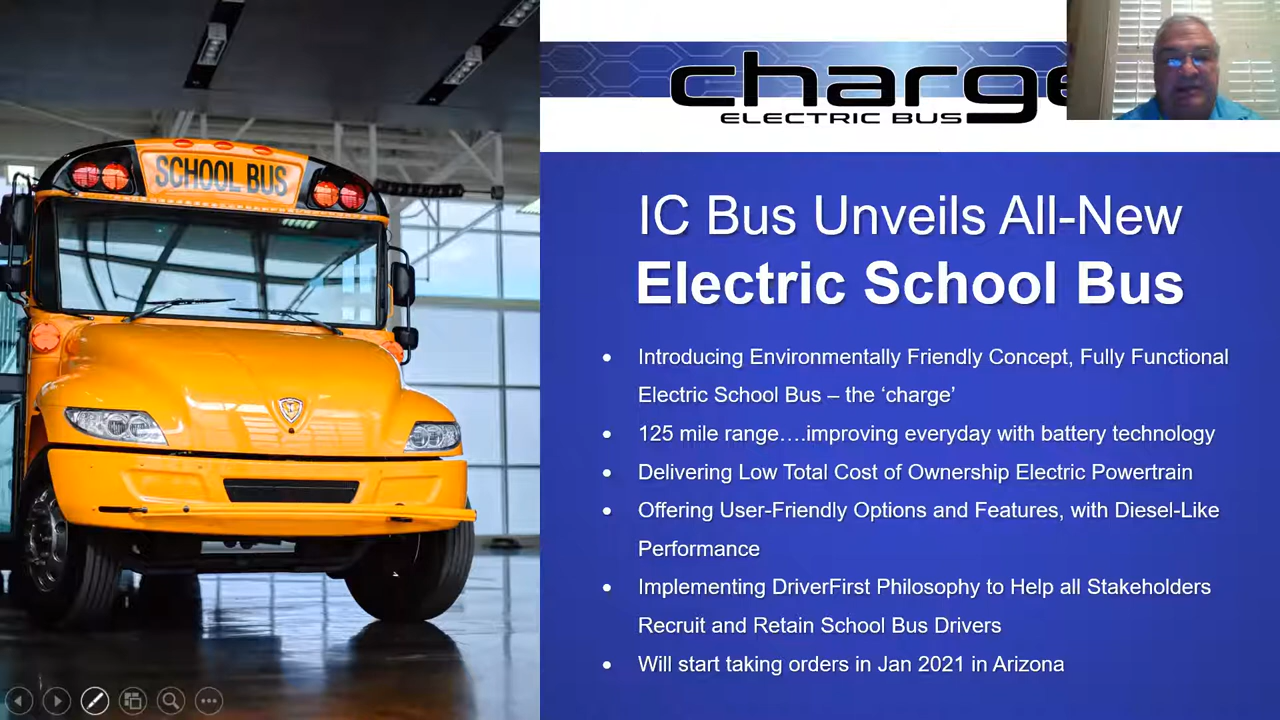 SCHOOL BUS
charge
ELECTRIC BUS
IC Bus Unveils All-New
Electric School Bus
• Introducing Environmentally Friendly Concept, Fully Functional
Electric School Bus – the ‘charge’
• 125 mile range….improving everyday with battery technology
• Delivering Low Total Cost of Ownership Electric Powertrain
• Offering User-Friendly Options and Features, with Diesel-Like
Performance
• Implementing DriverFirst Philosophy to Help all Stakeholders
Recruit and Retain School Bus Drivers
• Will start taking orders in Jan 2021 in Arizona